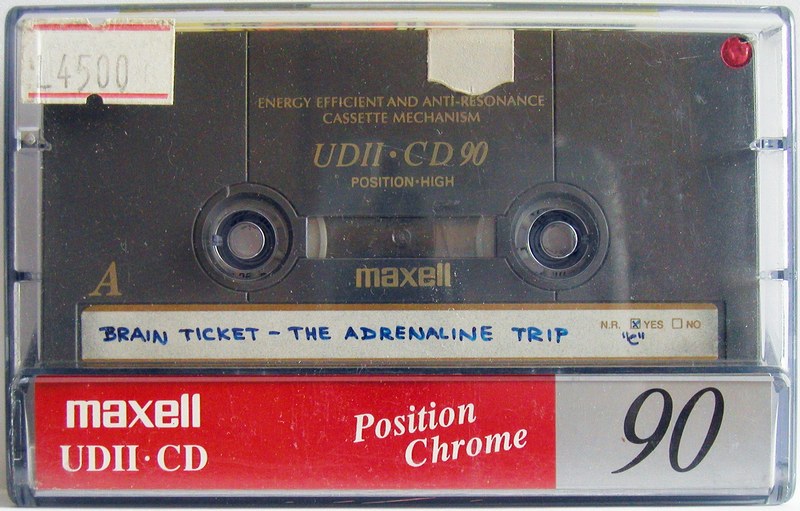 L4500
ENERGY EFFICIENT AND ANTI-RESONANCE
CASSETTE MECHANISM
UDII·CD 90
POSITION·HIGH
maxell
A
BRAIN TICKET - THE ADRENALINE TRIP
N.R. ☒ YES ☐ NO
"C"
maxell
UDII·CD
Position
Chrome
90